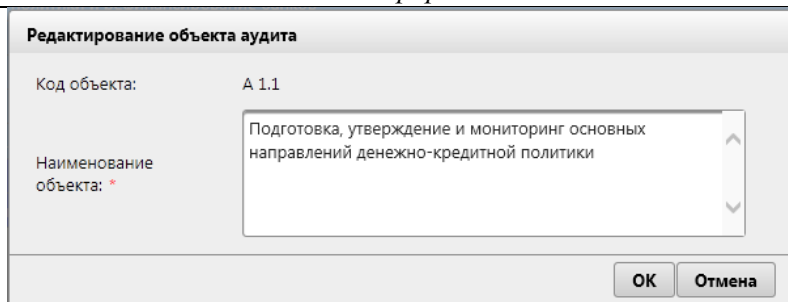 Редактирование объекта аудита
Код объекта: А 1.1
Подготовка, утверждение и мониторинг основных
направлений денежно-кредитной политики
Наименование
объекта: *
ОК Отмена